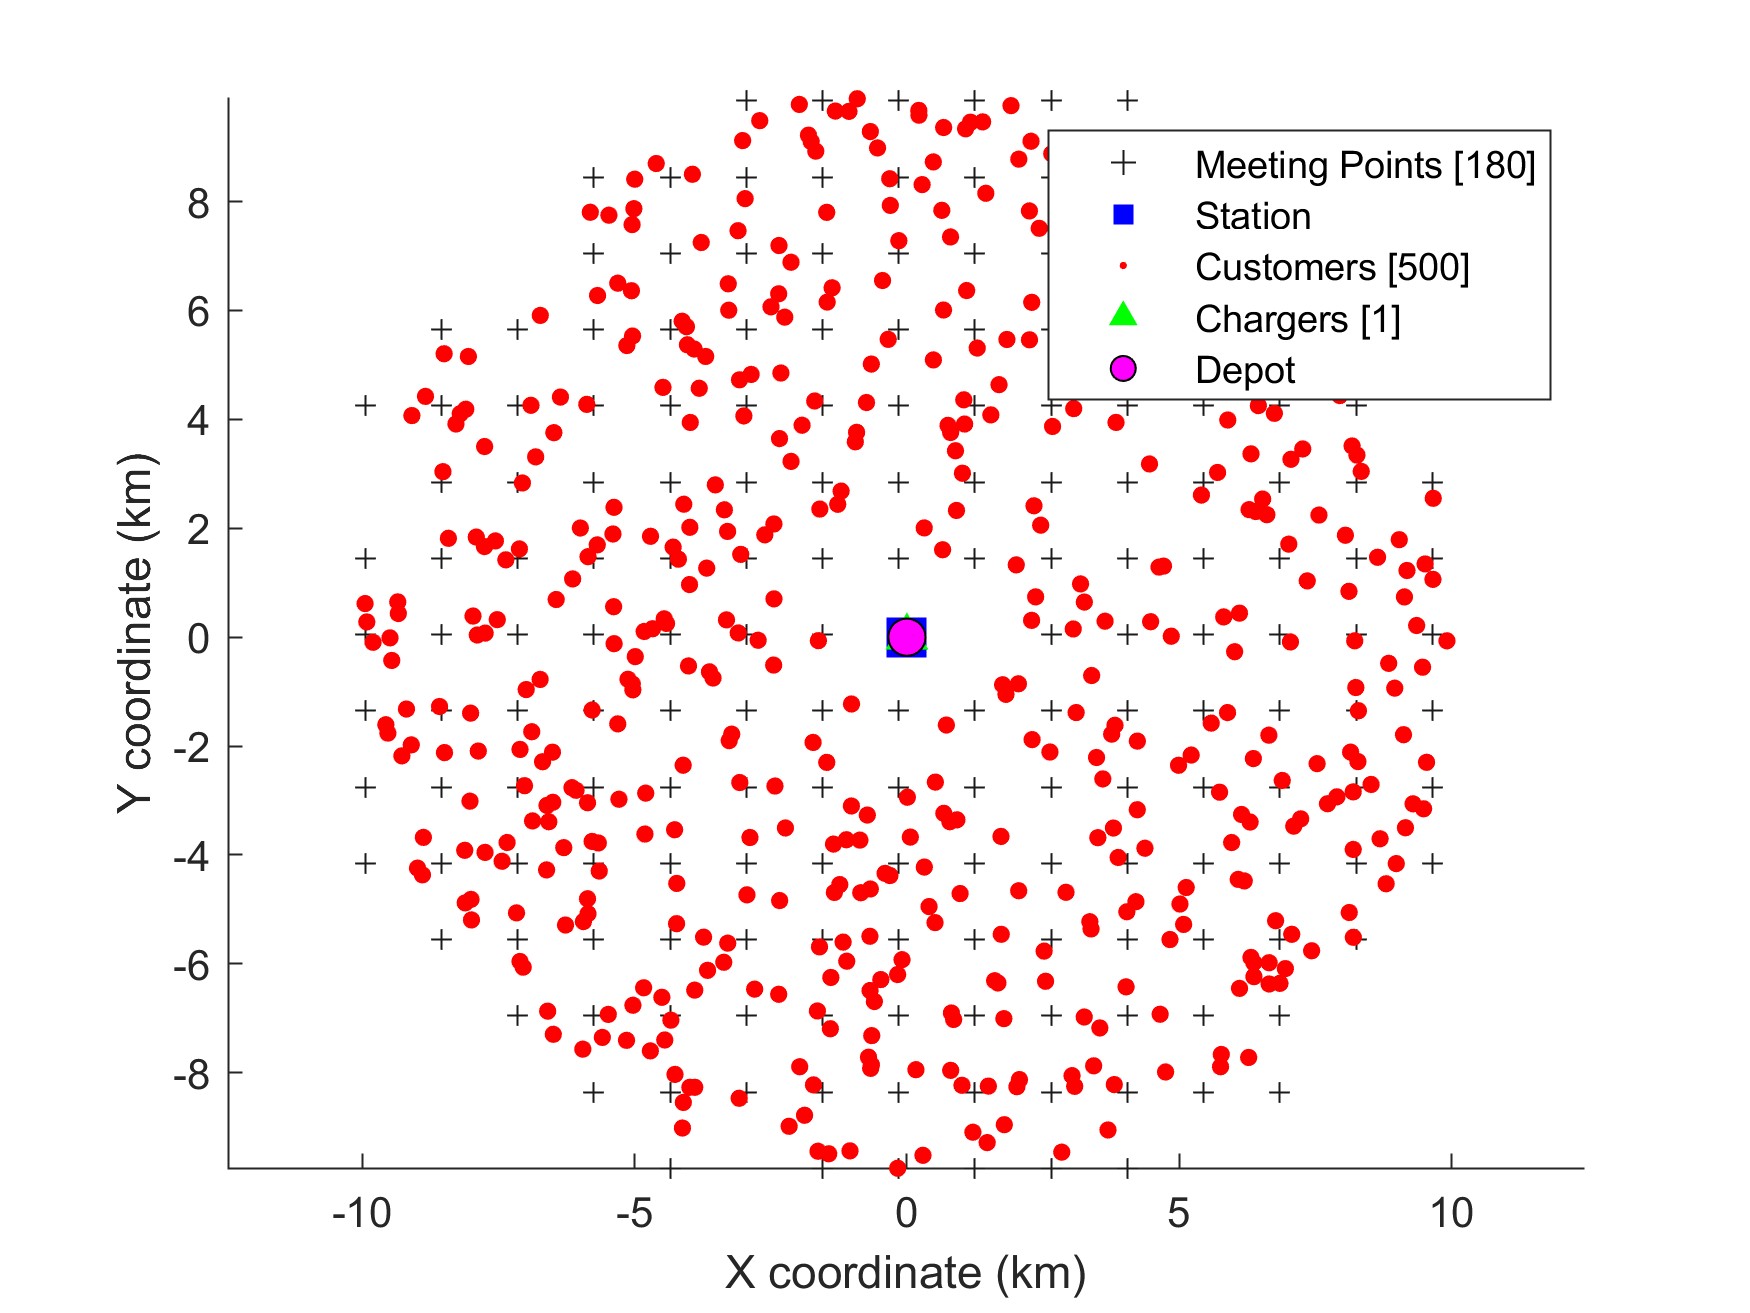 Meeting Points [180]
Station
Customers [500]
Chargers [1]
Depot
8
6
4
2
0
-2
-4
-6
-8
Y coordinate (km)
-10 -5 0 5 10
X coordinate (km)